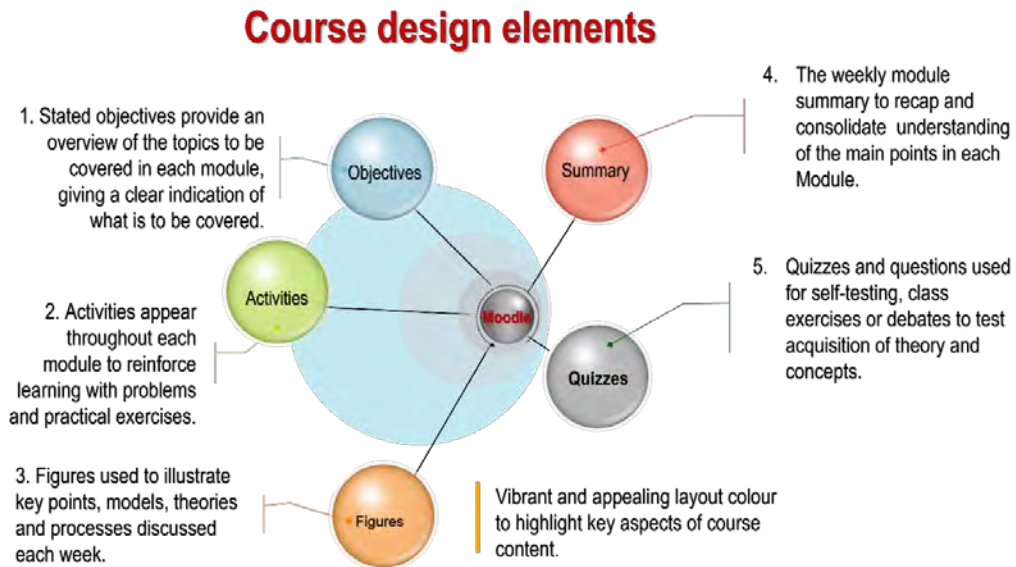 Course design elements
1. Stated objectives provide an
overview of the topics to be
covered in each module,
giving a clear indication of
what is to be covered.
Objectives
Summary
4. The weekly module
summary to recap and
consolidate understanding
of the main points in each
Module.
Activities
Moodle
2. Activities appear
throughout each
module to reinforce
learning with problems
and practical exercises.
Quizzes
5. Quizzes and questions used
for self-testing, class
exercises or debates to test
acquisition of theory and
concepts.
3. Figures used to illustrate
key points, models, theories
and processes discussed
each week.
Figures
Vibrant and appealing layout colour
to highlight key aspects of course
content.